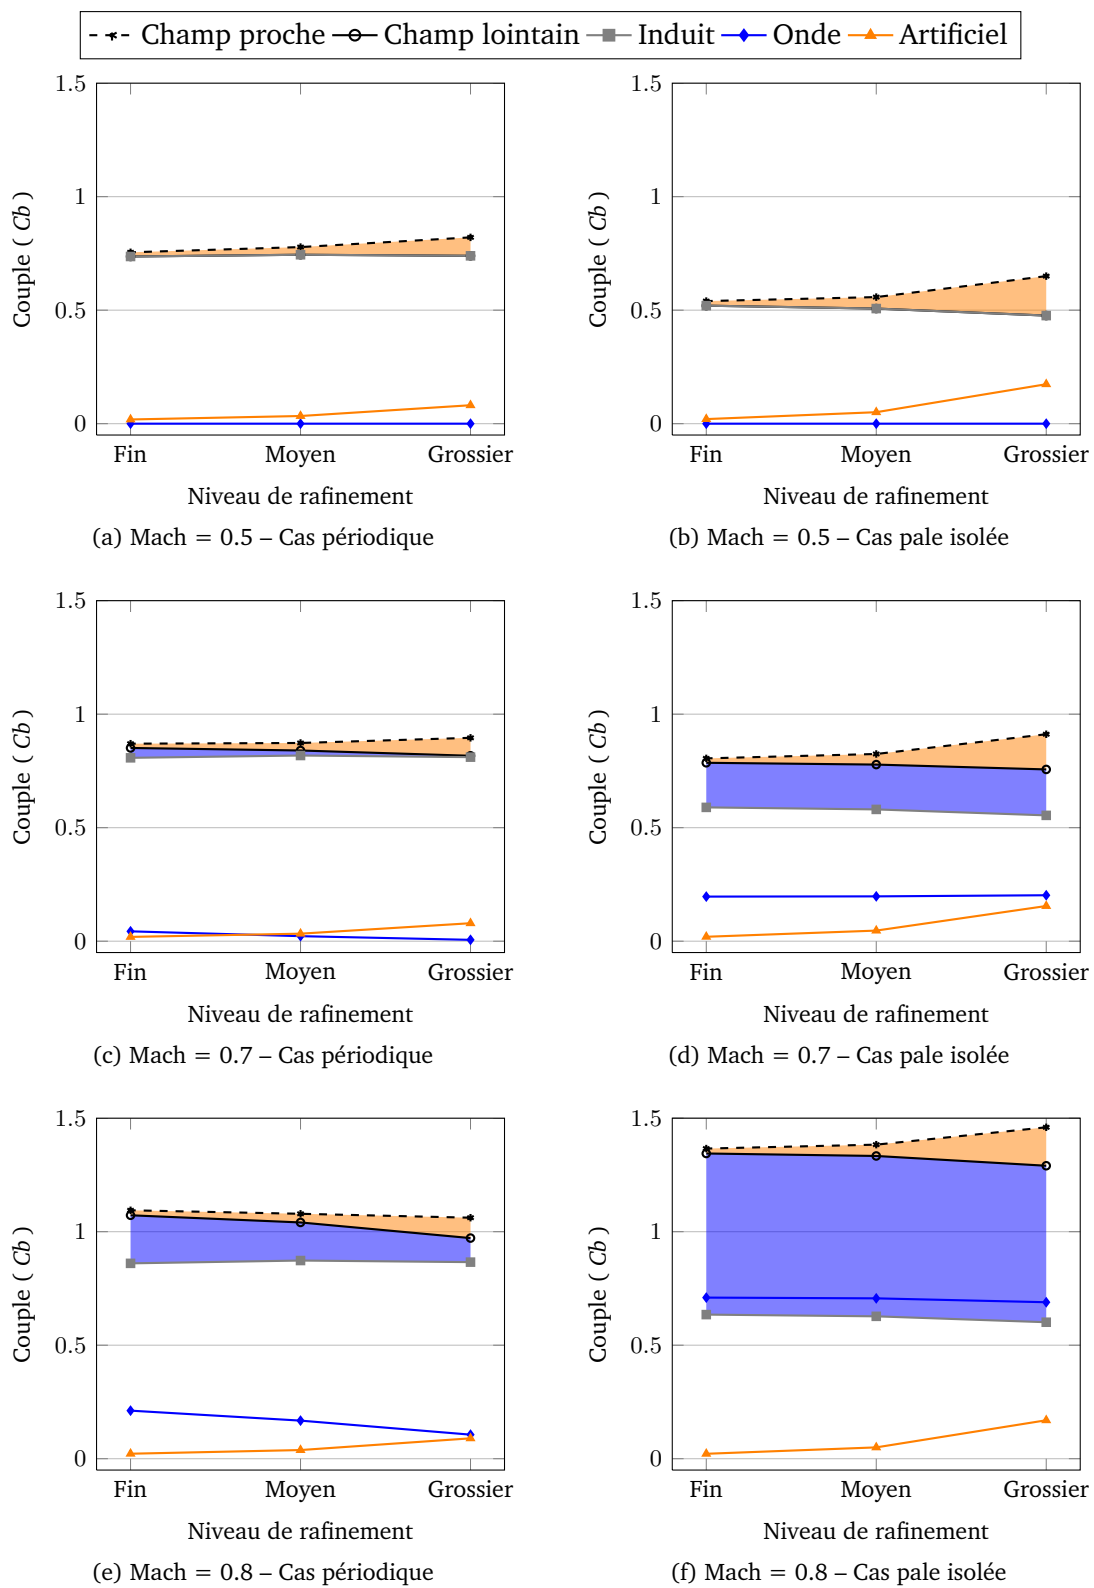 Champ proche Champ lointain Induit Onde Artificiel
1.5
1
0.5
0
Couple ( Cb )
Fin Moyen Grossier
Niveau de rafinement
(a) Mach = 0.5 – Cas périodique
1.5
1
0.5
0
Couple ( Cb )
Fin Moyen Grossier
Niveau de rafinement
(b) Mach = 0.5 – Cas pale isolée
1.5
1
0.5
0
Couple ( Cb )
Fin Moyen Grossier
Niveau de rafinement
(c) Mach = 0.7 – Cas périodique
1.5
1
0.5
0
Couple ( Cb )
Fin Moyen Grossier
Niveau de rafinement
(d) Mach = 0.7 – Cas pale isolée
1.5
1
0.5
0
Couple ( Cb )
Fin Moyen Grossier
Niveau de rafinement
(e) Mach = 0.8 – Cas périodique
1.5
1
0.5
0
Couple ( Cb )
Fin Moyen Grossier
Niveau de rafinement
(f) Mach = 0.8 – Cas pale isolée